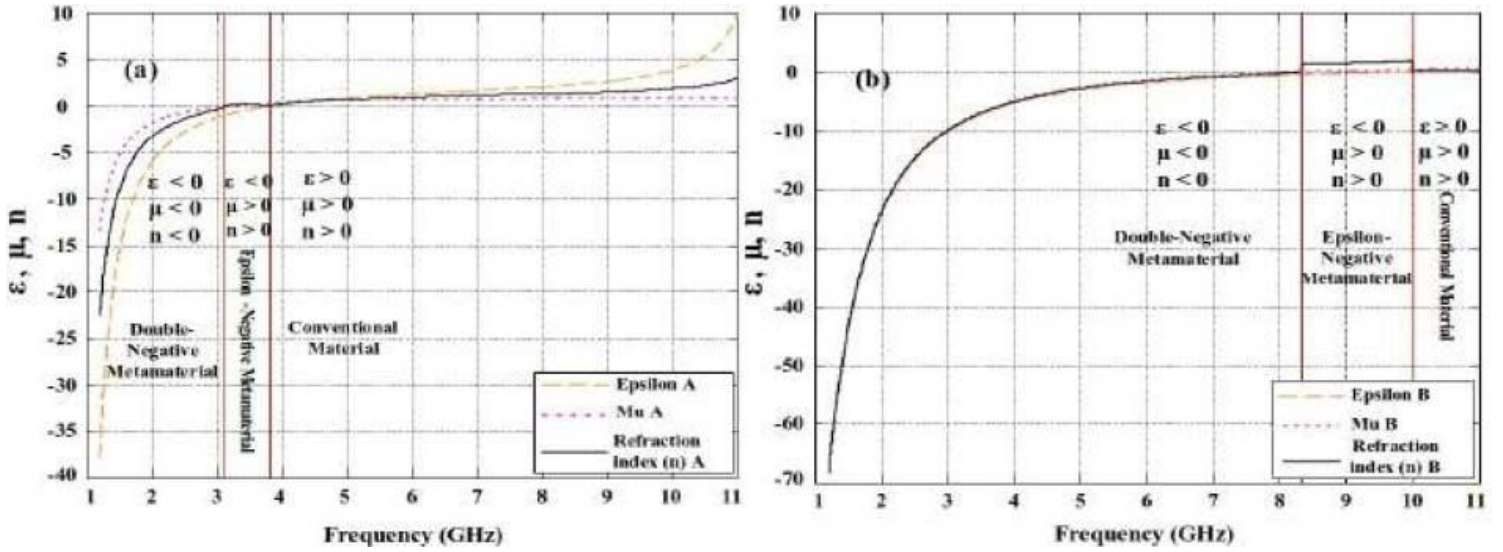 (a)
10
5
0
-5
-10
-15
-20
-25
-30
-35
-40
ε, μ, n
ε < 0
μ < 0
n < 0
ε < 0
μ > 0
n > 0
ε > 0
μ > 0
n > 0
Double-
Negative
Metamaterial
Epsilon -Negative Metamaterial
Conventional
Material
Epsilon A
Mu A
Refraction
index (n) A
1 2 3 4 5 6 7 8 9 10 11
Frequency (GHz)
(b)
10
0
-10
-20
-30
-40
-50
-60
-70
ε, μ, n
ε < 0
μ < 0
n < 0
ε < 0
μ > 0
n > 0
ε > 0
μ > 0
n > 0
Double-Negative
Metamaterial
Epsilon-
Negative
Metamaterial
Conventional Material
Epsilon B
Mu B
Refraction
index (n) B
1 2 3 4 5 6 7 8 9 10 11
Frequency (GHz)